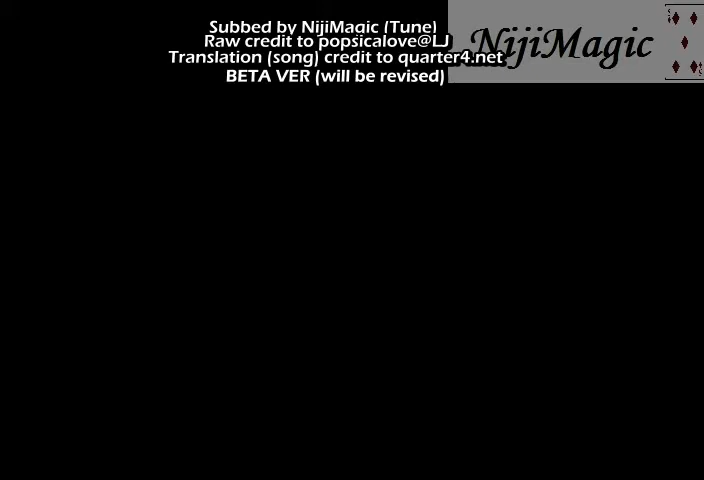 Subbed by NijiMagic (Tune)
Raw credit to popsicalove@LJ
Translation (song) credit to quarter4.net
BETA VER (will be revised)
NijiMagic